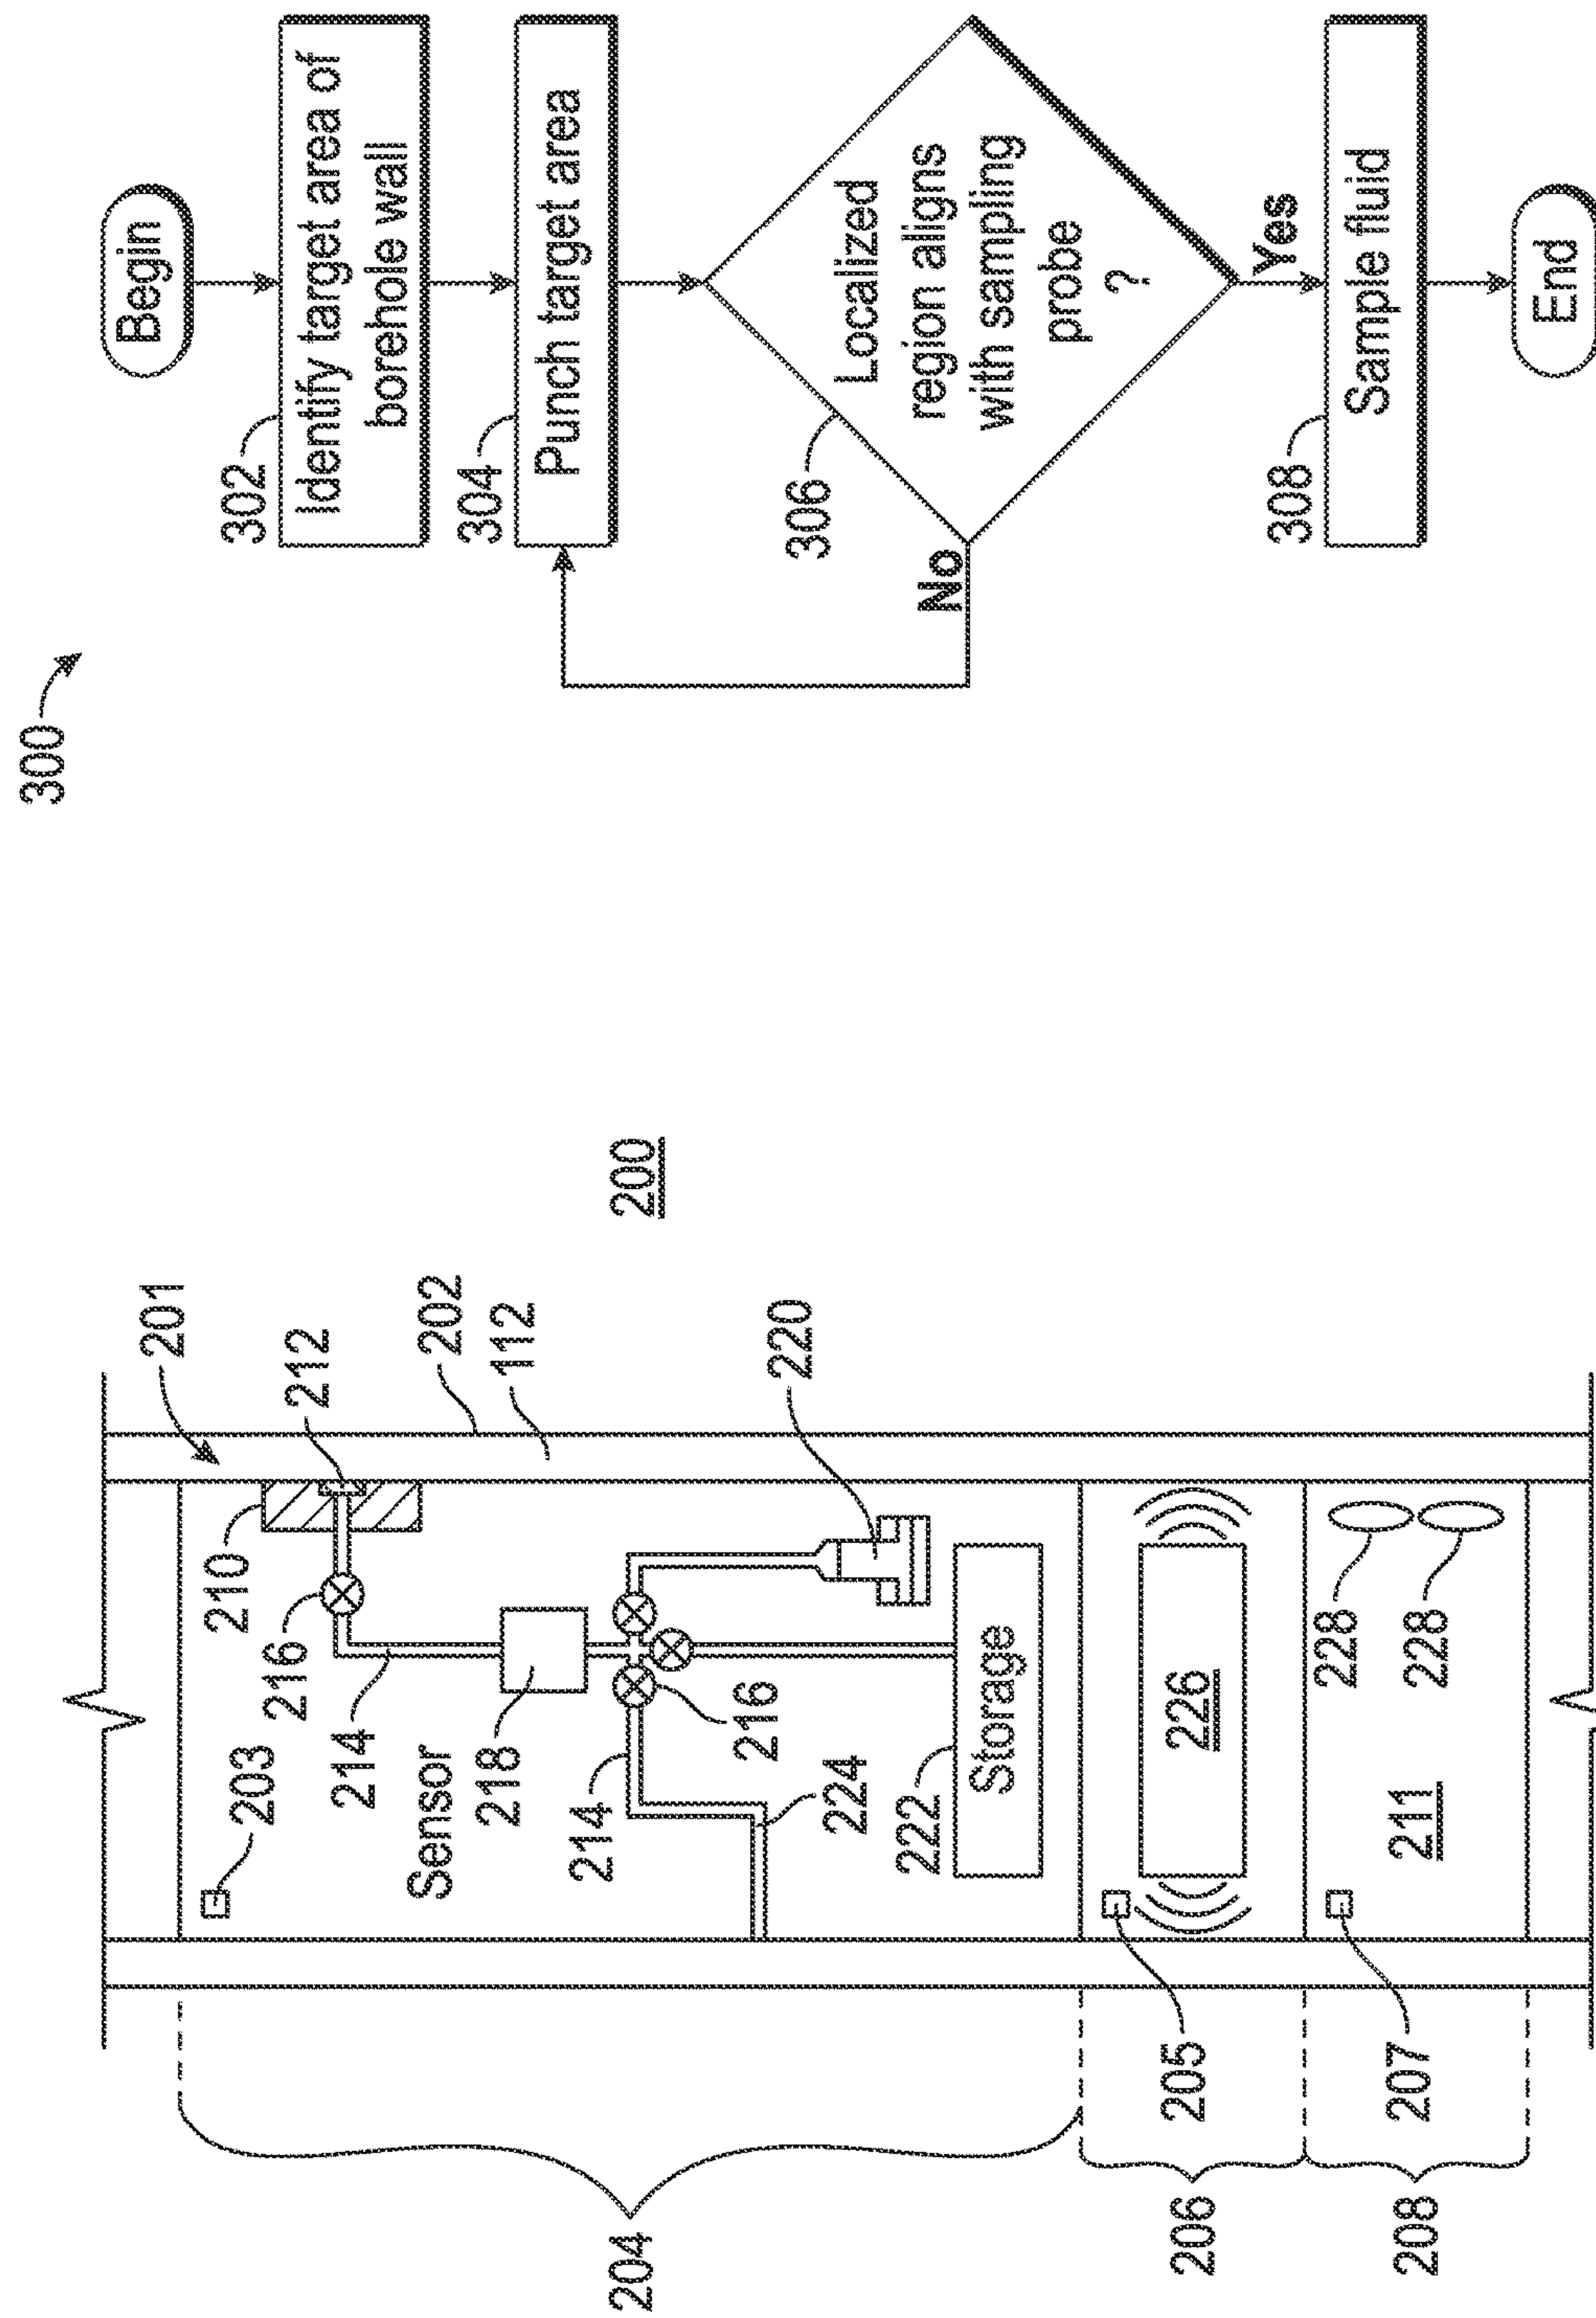 300
Begin
302
Identify target area of
borehole wall
304
Punch target area
306
Localized
region aligns
with sampling
probe
?
No
Yes
308
Sample fluid
End
200
201
212
202
112
210
216
203
214
Sensor
218
220
214
216
224
222
Storage
204
205
226
206
228
228
211
207
208